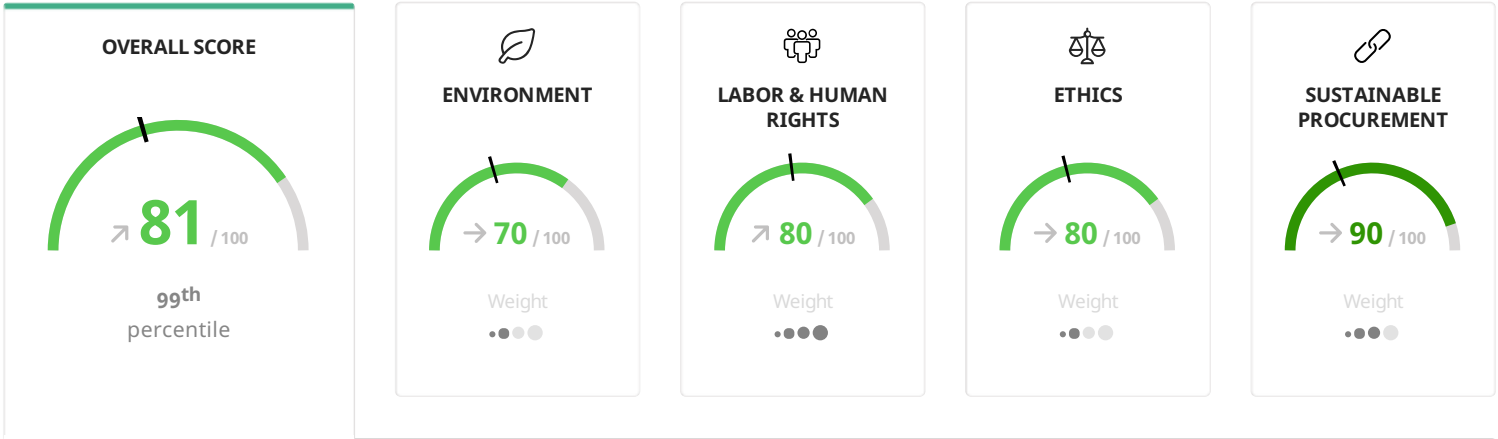 OVERALL SCORE
81 / 100
99th
percentile
ENVIRONMENT
70 / 100
Weight
LABOR & HUMAN
RIGHTS
80 / 100
Weight
ETHICS
80 / 100
Weight
SUSTAINABLE
PROCUREMENT
90 / 100
Weight